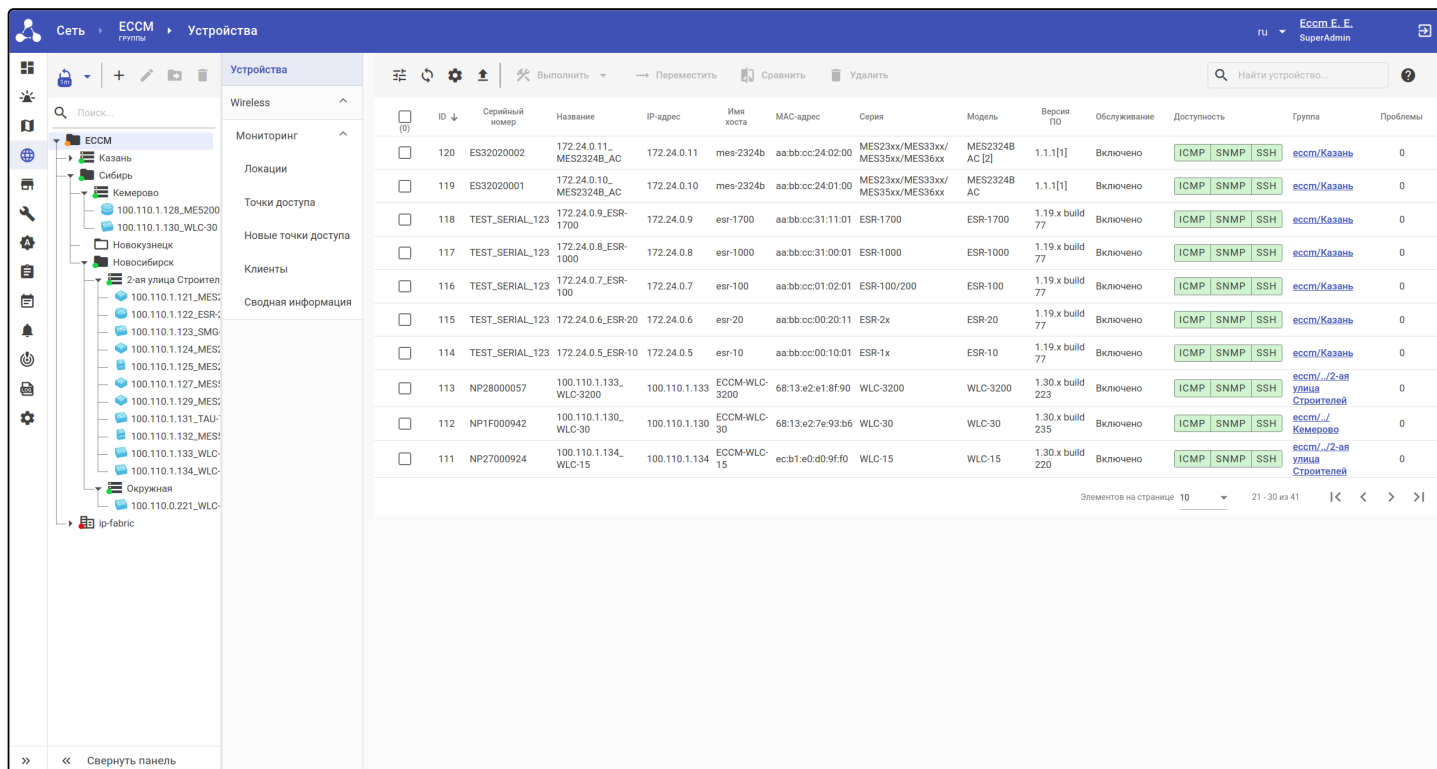 Сеть ECCM ГРУППЫ Устройства ru Eccm E. E. SuperAdmin
1m
Поиск...
ECCM
Казань
Сибирь
Кемерово
100.110.1.128_ME5200
100.110.1.130_WLC-30
Новокузнецк
Новосибирск
2-ая улица Строител
100.110.1.121_MES2
100.110.1.122_ESR-2
100.110.1.123_SMG-
100.110.1.124_MES2
100.110.1.125_MES2
100.110.1.127_MES5
100.110.1.129_MES2
100.110.1.131_TAU-
100.110.1.132_MES5
100.110.1.133_WLC-
100.110.1.134_WLC-
Окружная
100.110.0.221_WLC-
ip-fabric
LOG
Свернуть панель
Устройства
Wireless
Мониторинг
Локации
Точки доступа
Новые точки доступа
Клиенты
Сводная информация
Выполнить Переместить Сравнить Удалить Найти устройство...
(0) ID Серийный номер Название IP-адрес Имя хоста MAC-адрес Серия Модель Версия ПО Обслуживание Доступность Группа Проблемы
120 ES32020002 172.24.0.11_ MES2324B_AC 172.24.0.11 mes-2324b aa:bb:cc:24:02:00 MES23xx/MES33xx/ MES35xx/MES36xx MES2324B AC [2] 1.1.1[1] Включено ICMP SNMP SSH eccm/Казань 0
119 ES32020001 172.24.0.10_ MES2324B_AC 172.24.0.10 mes-2324b aa:bb:cc:24:01:00 MES23xx/MES33xx/ MES35xx/MES36xx MES2324B AC 1.1.1[1] Включено ICMP SNMP SSH eccm/Казань 0
118 TEST_SERIAL_123 172.24.0.9_ESR- 1700 172.24.0.9 esr-1700 aa:bb:cc:31:11:01 ESR-1700 ESR-1700 1.19.x build 77 Включено ICMP SNMP SSH eccm/Казань 0
117 TEST_SERIAL_123 172.24.0.8_ESR- 1000 172.24.0.8 esr-1000 aa:bb:cc:31:00:01 ESR-1000 ESR-1000 1.19.x build 77 Включено ICMP SNMP SSH eccm/Казань 0
116 TEST_SERIAL_123 172.24.0.7_ESR- 100 172.24.0.7 esr-100 aa:bb:cc:01:02:01 ESR-100/200 ESR-100 1.19.x build 77 Включено ICMP SNMP SSH eccm/Казань 0
115 TEST_SERIAL_123 172.24.0.6_ESR-20 172.24.0.6 esr-20 aa:bb:cc:00:20:11 ESR-2x ESR-20 1.19.x build 77 Включено ICMP SNMP SSH eccm/Казань 0
114 TEST_SERIAL_123 172.24.0.5_ESR-10 172.24.0.5 esr-10 aa:bb:cc:00:10:01 ESR-1x ESR-10 1.19.x build 77 Включено ICMP SNMP SSH eccm/Казань 0
113 NP28000057 100.110.1.133_ WLC-3200 100.110.1.133 ECCM-WLC- 3200 68:13:e2:e1:8f:90 WLC-3200 WLC-3200 1.30.x build 223 Включено ICMP SNMP SSH eccm/../2-ая улица Строителей 0
112 NP1F000942 100.110.1.130_ WLC-30 100.110.1.130 ECCM-WLC- 30 68:13:e2:7e:93:b6 WLC-30 WLC-30 1.30.x build 235 Включено ICMP SNMP SSH eccm/../ Кемерово 0
111 NP27000924 100.110.1.134_ WLC-15 100.110.1.134 ECCM-WLC- 15 ec:b1:e0:d0:9f:f0 WLC-15 WLC-15 1.30.x build 220 Включено ICMP SNMP SSH eccm/../2-ая улица Строителей 0
Элементов на странице 10 21 - 30 из 41